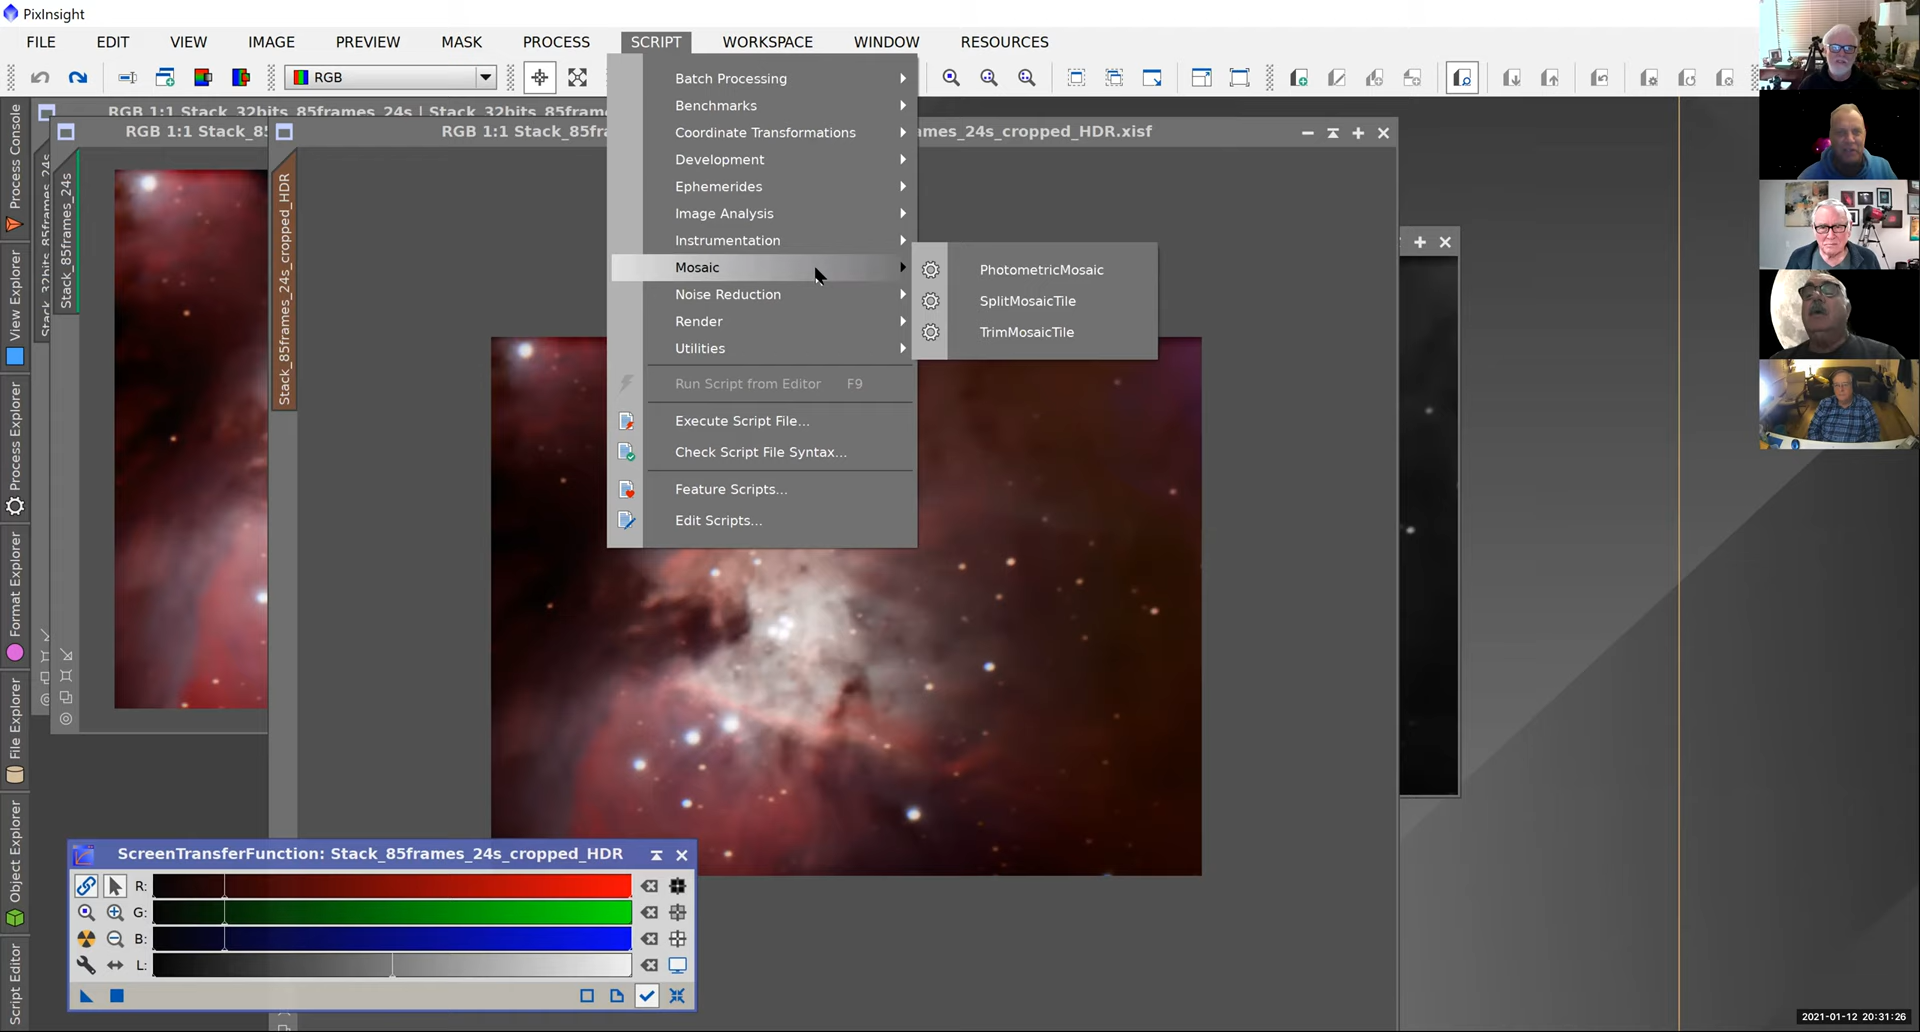 PixInsight
FILE EDIT VIEW IMAGE PREVIEW MASK PROCESS SCRIPT WORKSPACE WINDOW RESOURCES
RGB
RGB 1:1 Stack_32bits_85frames_24s | Stack_32bits_85frames_24s
RGB 1:1 Stack_85
RGB 1:1 Stack_85fra
mes_24s_cropped_HDR.xisf
Batch Processing
Benchmarks
Coordinate Transformations
Development
Ephemerides
Image Analysis
Instrumentation
Mosaic
Noise Reduction
Render
Utilities
Run Script from Editor F9
Execute Script File...
Check Script File Syntax...
Feature Scripts...
Edit Scripts...
PhotometricMosaic
SplitMosaicTile
TrimMosaicTile
Process Console
View Explorer
Process Explorer
Format Explorer
File Explorer
Object Explorer
Script Editor
Stack_32bits_85frames_24s
Stack_85frames_24s
Stack_85frames_24s_cropped_HDR
ScreenTransferFunction: Stack_85frames_24s_cropped_HDR
R:
G:
B:
L:
2021-01-12 20:31:26